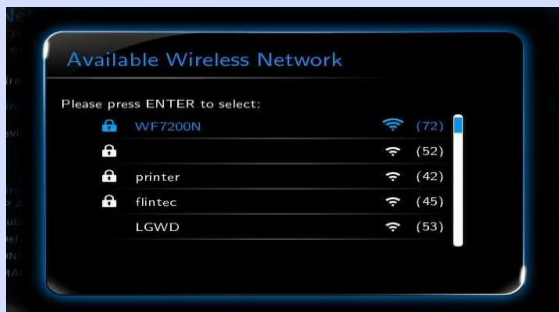 Available Wireless Network
Please press ENTER to select:
WF7200N (72)
(52)
printer (42)
flintec (45)
LGWD (53)